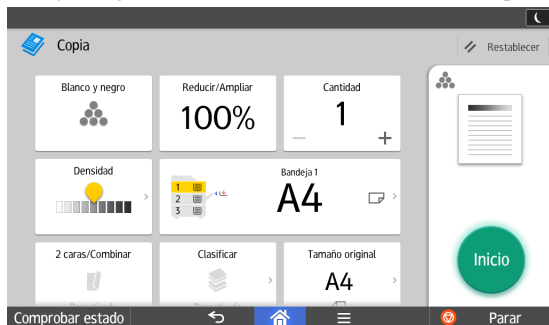 Copia
Restablecer
Blanco y negro
Reducir/Ampliar
100%
Cantidad
1
Densidad
1
2
3
Bandeja 1
A4
2 caras/Combinar
Clasificar
Tamaño original
A4
Inicio
Comprobar estado
Parar